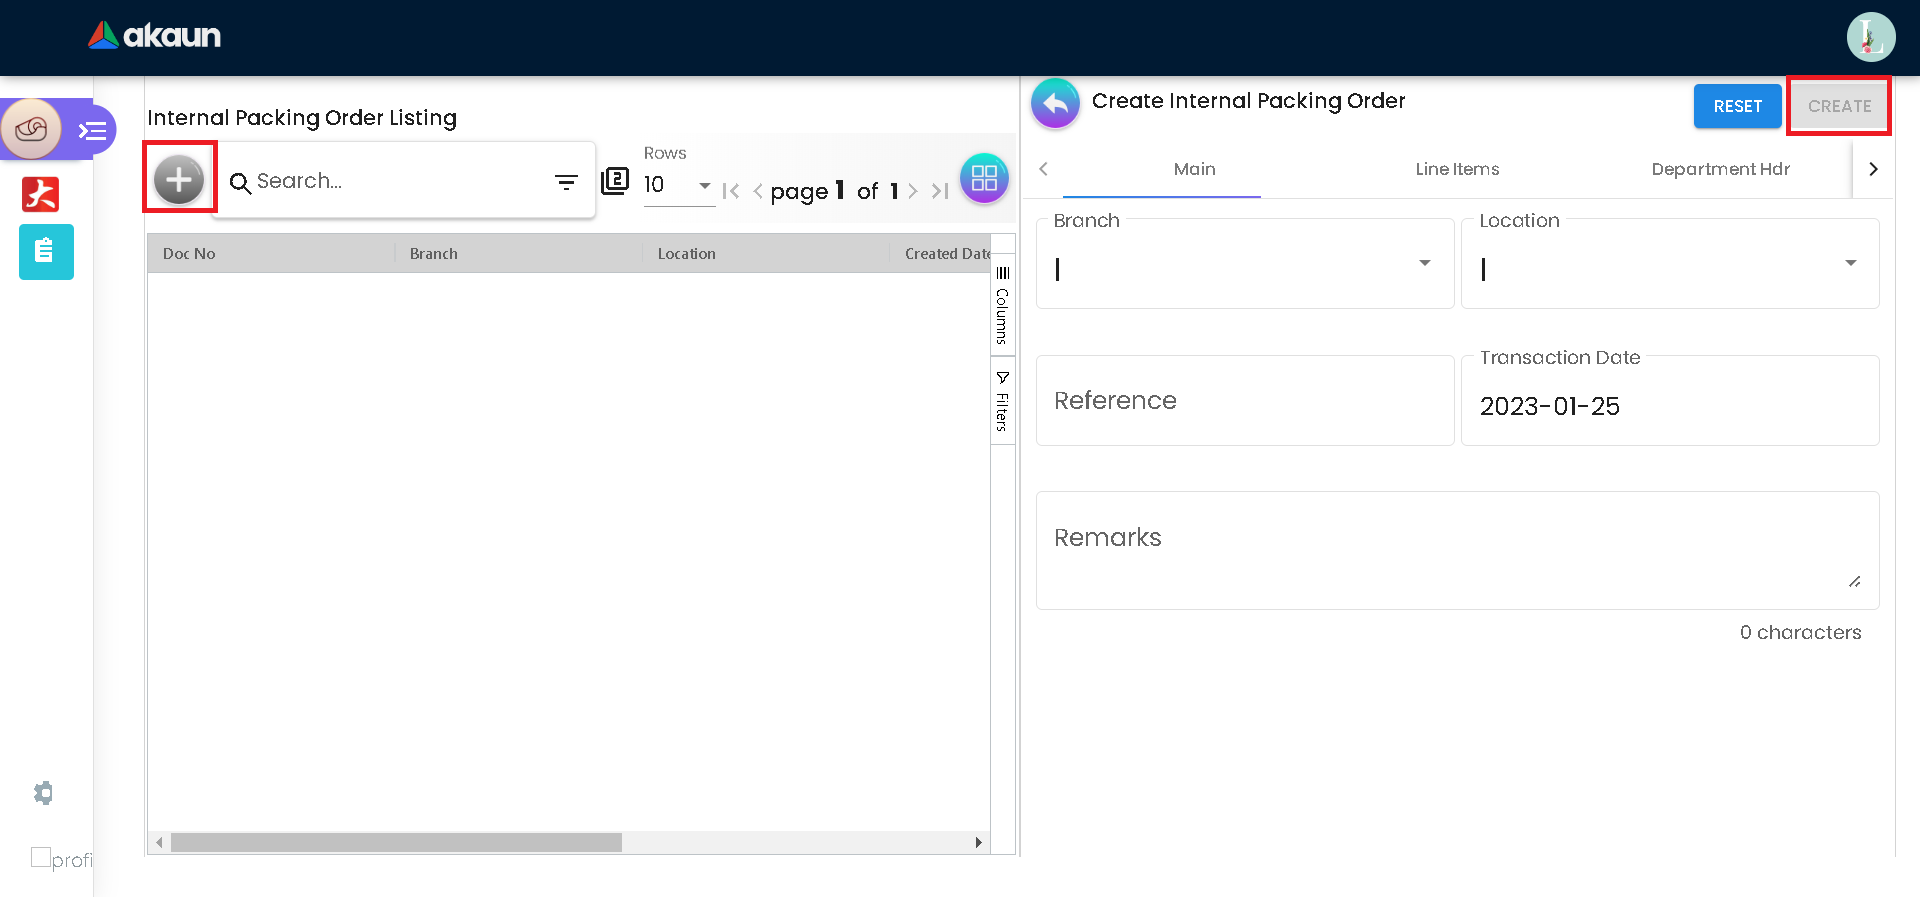 akaun
L
Internal Packing Order Listing
Search...
2
Rows
10
page 1 of 1
Doc No
Branch
Location
Created Date
Columns
Filters
profi
Create Internal Packing Order
RESET
CREATE
Main
Line Items
Department Hdr
Branch
Location
Reference
Transaction Date
2023-01-25
Remarks
0 characters